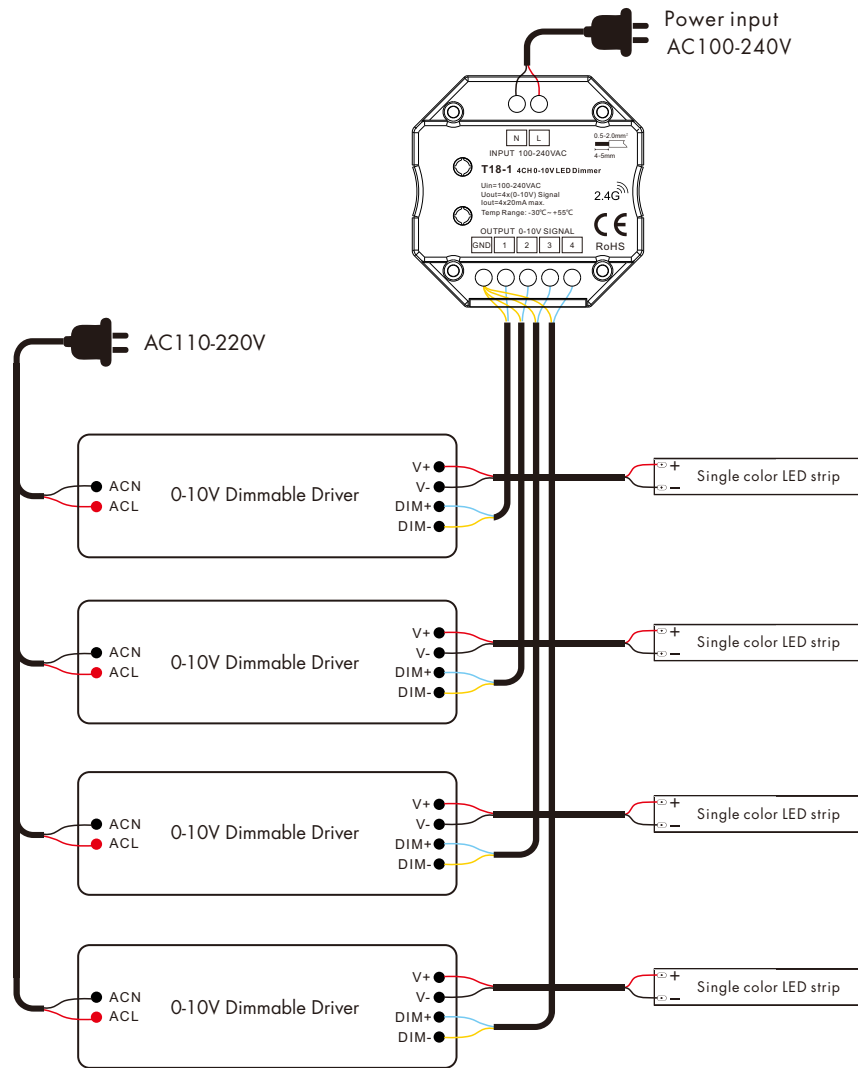 Power input
AC100-240V
N L
INPUT 100-240VAC
0.5-2.0mm²
4-5mm
T18-1 4CH 0-10V LED Dimmer
Uin=100-240VAC
Uout=4x(0-10V) Signal
Iout=4x20mA max.
Temp Range: -30℃~+55℃
2.4G
CE
RoHS
OUTPUT 0-10V SIGNAL
GND 1 2 3 4
AC110-220V
ACN
ACL
0-10V Dimmable Driver
V+
V-
DIM+
DIM-
+
Single color LED strip
−
ACN
ACL
0-10V Dimmable Driver
V+
V-
DIM+
DIM-
+
Single color LED strip
−
ACN
ACL
0-10V Dimmable Driver
V+
V-
DIM+
DIM-
+
Single color LED strip
−
ACN
ACL
0-10V Dimmable Driver
V+
V-
DIM+
DIM-
+
Single color LED strip
−